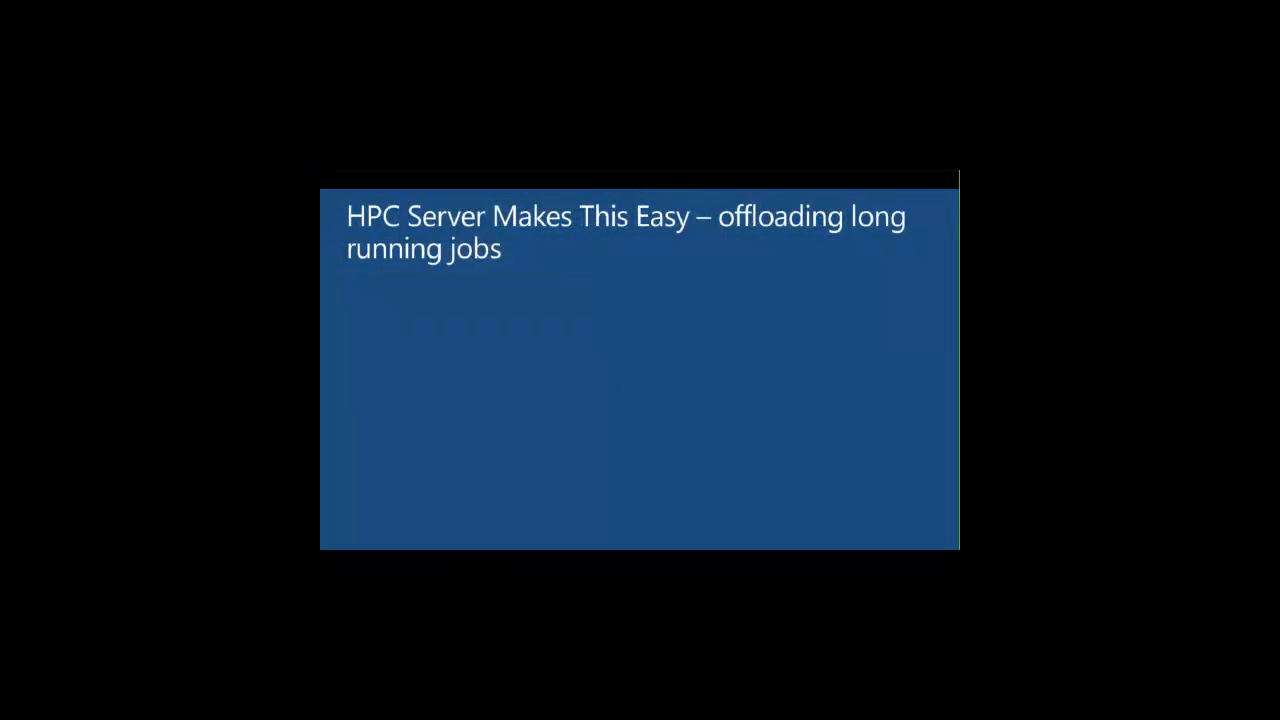 HPC Server Makes This Easy – offloading long
running jobs